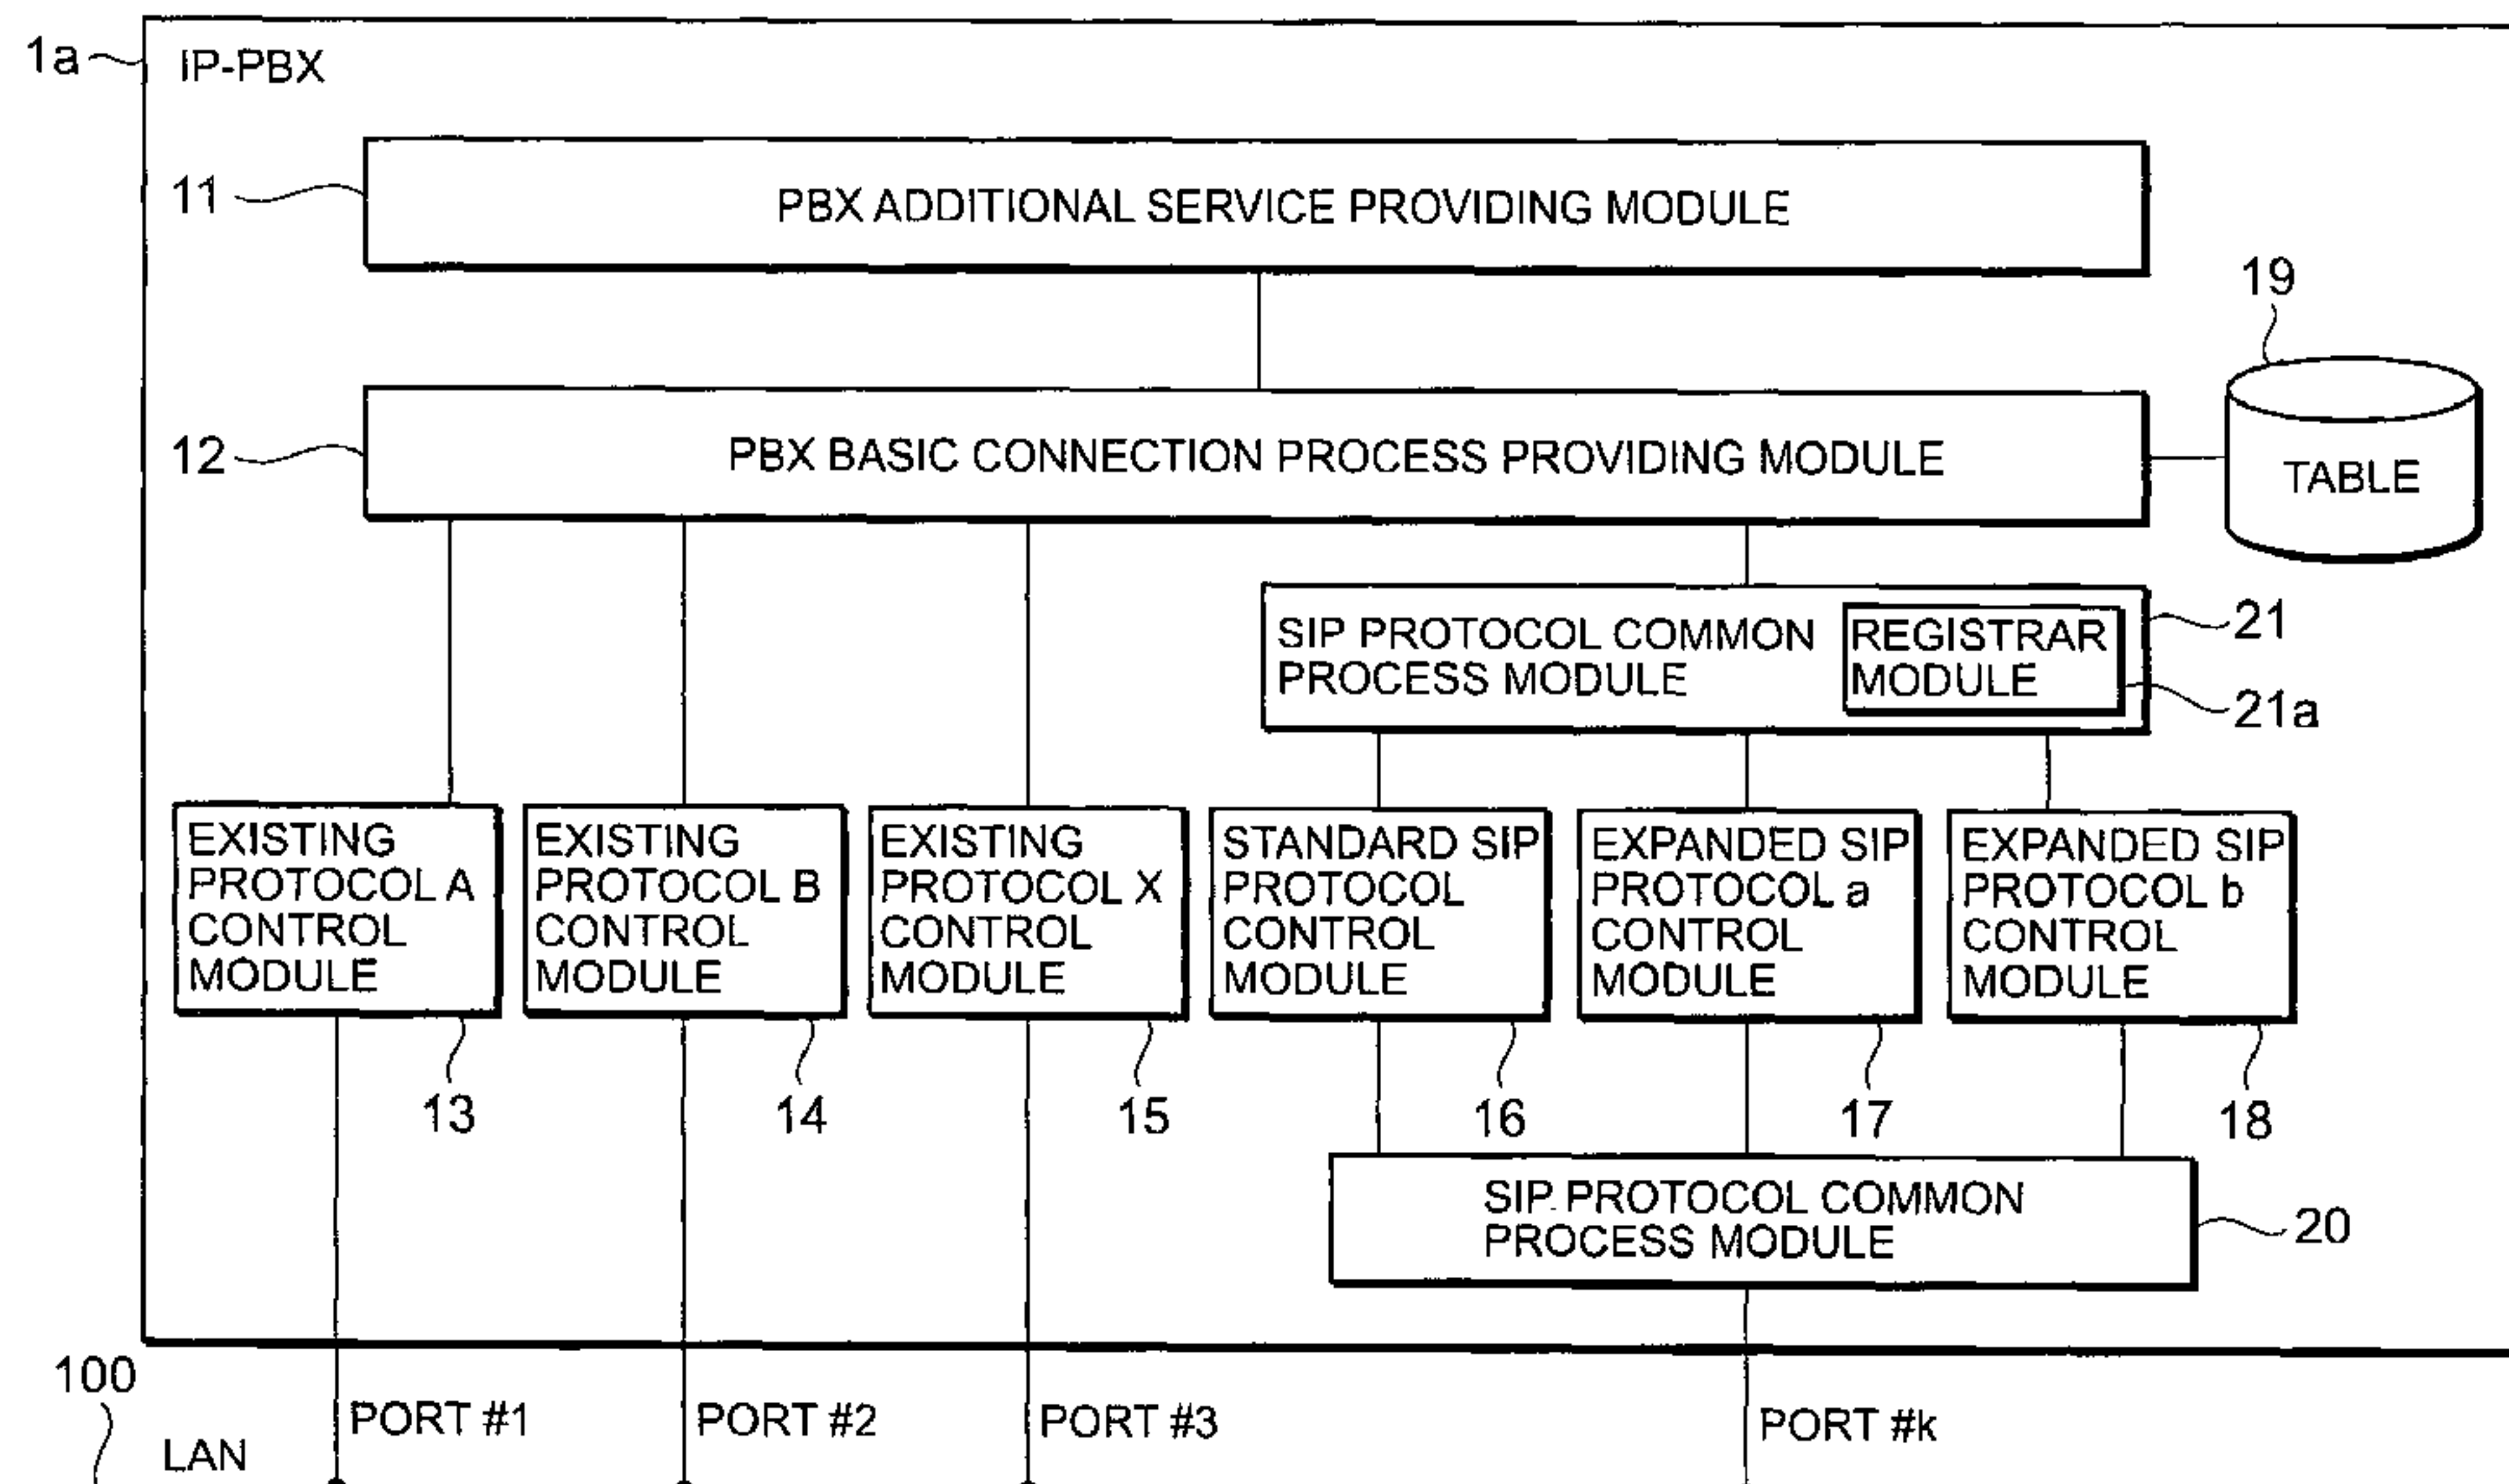 1a
IP-PBX
11
PBX ADDITIONAL SERVICE PROVIDING MODULE
19
12
PBX BASIC CONNECTION PROCESS PROVIDING MODULE
TABLE
SIP PROTOCOL COMMON
PROCESS MODULE
REGISTRAR
MODULE
21
21a
EXISTING
PROTOCOL A
CONTROL
MODULE
EXISTING
PROTOCOL B
CONTROL
MODULE
EXISTING
PROTOCOL X
CONTROL
MODULE
STANDARD SIP
PROTOCOL
CONTROL
MODULE
EXPANDED SIP
PROTOCOL a
CONTROL
MODULE
EXPANDED SIP
PROTOCOL b
CONTROL
MODULE
13
14
15
16
17
18
SIP PROTOCOL COMMON
PROCESS MODULE
20
100
LAN
PORT #1
PORT #2
PORT #3
PORT #k